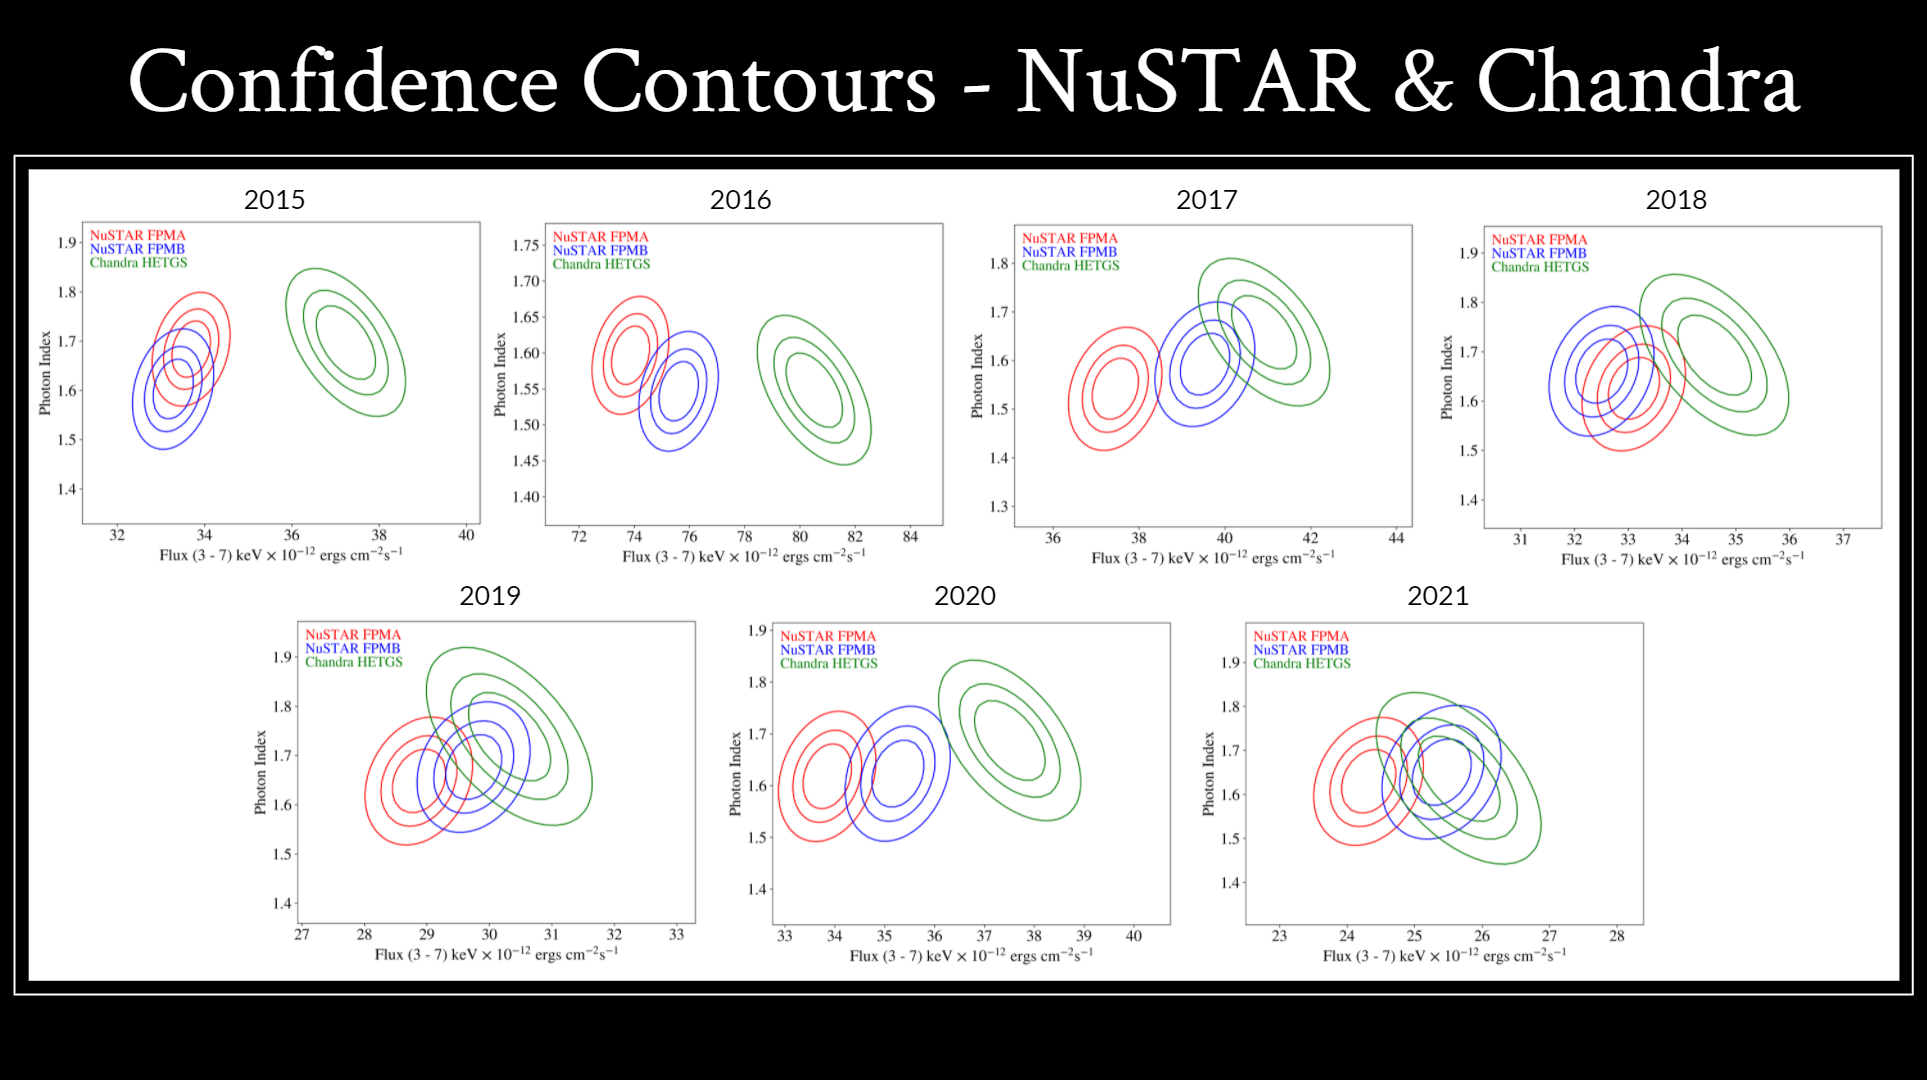 Confidence Contours - NuSTAR & Chandra
2015
NuSTAR FPMA
NuSTAR FPMB
Chandra HETGS
1.9
1.8
1.7
1.6
1.5
1.4
Photon Index
32 34 36 38 40
Flux (3 - 7) keV × 10⁻¹² ergs cm⁻²s⁻¹
2016
NuSTAR FPMA
NuSTAR FPMB
Chandra HETGS
1.75
1.70
1.65
1.60
1.55
1.50
1.45
1.40
Photon Index
72 74 76 78 80 82 84
Flux (3 - 7) keV × 10⁻¹² ergs cm⁻²s⁻¹
2017
NuSTAR FPMA
NuSTAR FPMB
Chandra HETGS
1.8
1.7
1.6
1.5
1.4
1.3
Photon Index
36 38 40 42 44
Flux (3 - 7) keV × 10⁻¹² ergs cm⁻²s⁻¹
2018
NuSTAR FPMA
NuSTAR FPMB
Chandra HETGS
1.9
1.8
1.7
1.6
1.5
1.4
Photon Index
31 32 33 34 35 36 37
Flux (3 - 7) keV × 10⁻¹² ergs cm⁻²s⁻¹
2019
NuSTAR FPMA
NuSTAR FPMB
Chandra HETGS
1.9
1.8
1.7
1.6
1.5
1.4
Photon Index
27 28 29 30 31 32 33
Flux (3 - 7) keV × 10⁻¹² ergs cm⁻²s⁻¹
2020
NuSTAR FPMA
NuSTAR FPMB
Chandra HETGS
1.9
1.8
1.7
1.6
1.5
1.4
Photon Index
33 34 35 36 37 38 39 40
Flux (3 - 7) keV × 10⁻¹² ergs cm⁻²s⁻¹
2021
NuSTAR FPMA
NuSTAR FPMB
Chandra HETGS
1.9
1.8
1.7
1.6
1.5
1.4
Photon Index
23 24 25 26 27 28
Flux (3 - 7) keV × 10⁻¹² ergs cm⁻²s⁻¹